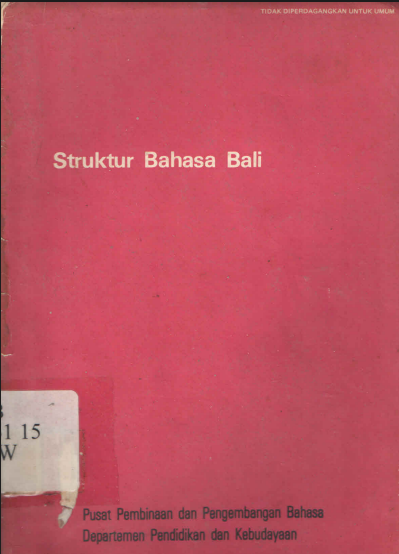 TIDAK DIPERDAGANGKAN UNTUK UMUM
Struktur Bahasa Bali
1 15
W
Pusat Pembinaan dan Pengembangan Bahasa
Departemen Pendidikan dan Kebudayaan